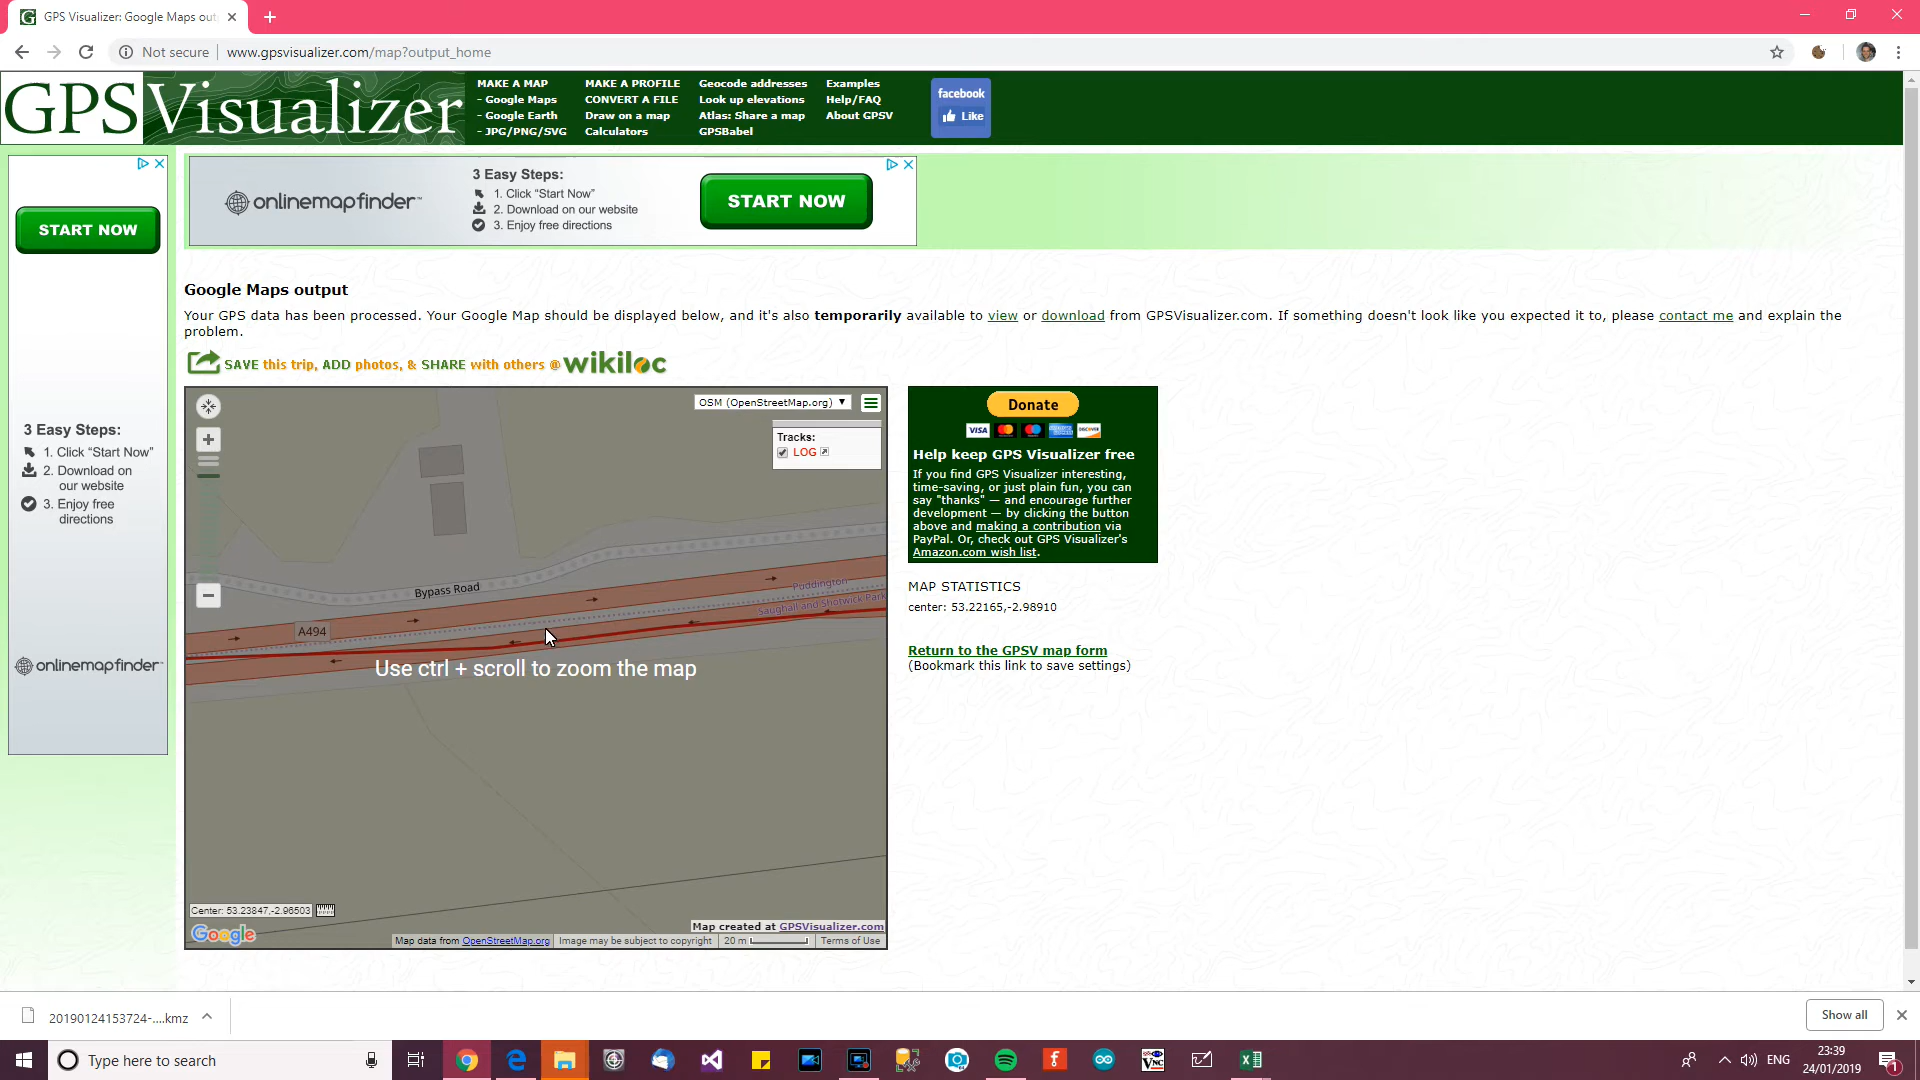 GPS Visualizer: Google Maps out
Not secure
www.gpsvisualizer.com/map?output_home
GPSVisualizer
MAKE A MAP
- Google Maps
- Google Earth
- JPG/PNG/SVG
MAKE A PROFILE
CONVERT A FILE
Draw on a map
Calculators
Geocode addresses
Look up elevations
Atlas: Share a map
GPSBabel
Examples
Help/FAQ
About GPSV
facebook
Like
START NOW
3 Easy Steps:
1. Click “Start Now”
2. Download on
our website
3. Enjoy free
directions
onlinemapfinder
onlinemapfinder™
3 Easy Steps:
1. Click “Start Now”
2. Download on our website
3. Enjoy free directions
START NOW
Google Maps output
Your GPS data has been processed. Your Google Map should be displayed below, and it's also temporarily available to view or download from GPSVisualizer.com. If something doesn't look like you expected it to, please contact me and explain the
problem.
SAVE this trip, ADD photos, & SHARE with others @ wikiloc
OSM (OpenStreetMap.org)
Tracks:
LOG
Bypass Road
A494
Puddington
Saughall and Shotwick Park
Use ctrl + scroll to zoom the map
Center: 53.23847,-2.96503
Google
Map created at GPSVisualizer.com
Map data from OpenStreetMap.org
Image may be subject to copyright
20 m
Terms of Use
Donate
VISA
DISCOVER
Help keep GPS Visualizer free
If you find GPS Visualizer interesting,
time-saving, or just plain fun, you can
say "thanks" — and encourage further
development — by clicking the button
above and making a contribution via
PayPal. Or, check out GPS Visualizer's
Amazon.com wish list.
MAP STATISTICS
center: 53.22165,-2.98910
Return to the GPSV map form
(Bookmark this link to save settings)
20190124153724-....kmz
Show all
Type here to search
ENG
23:39
24/01/2019
1